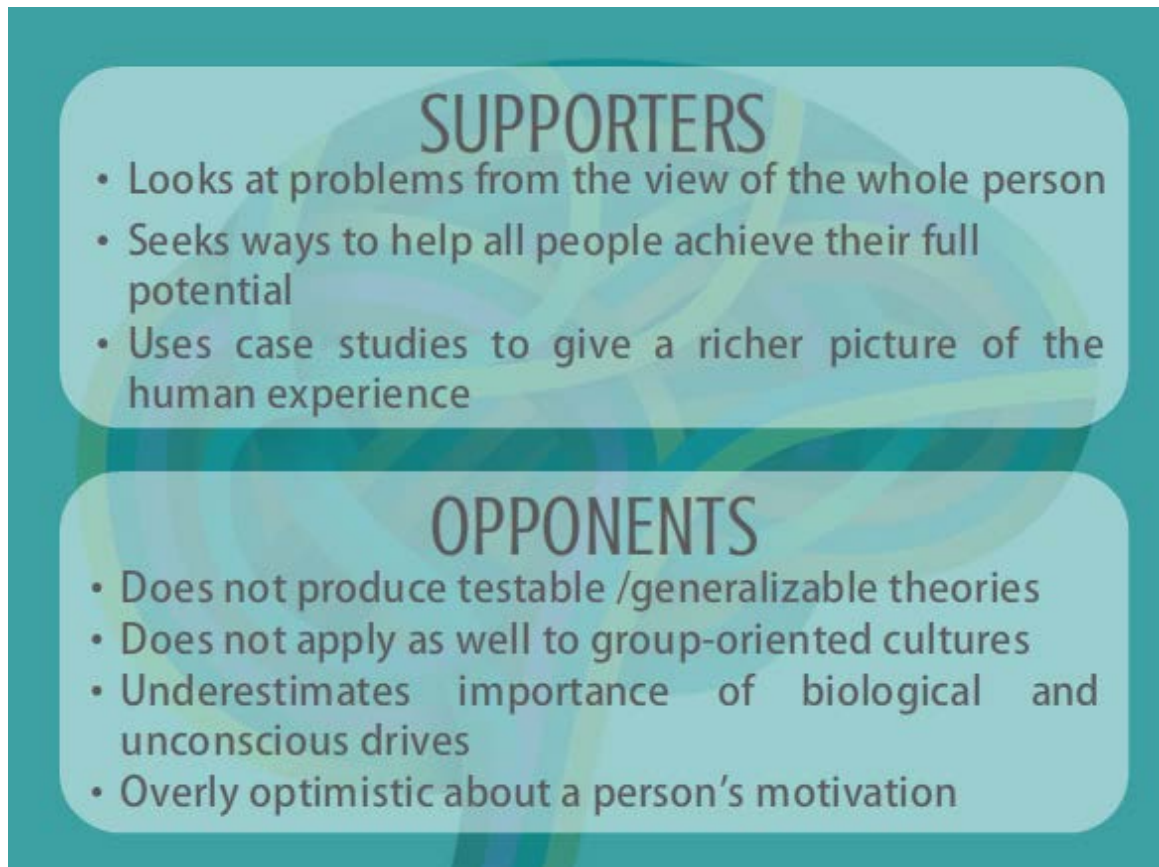 SUPPORTERS
• Looks at problems from the view of the whole person
• Seeks ways to help all people achieve their full
potential
• Uses case studies to give a richer picture of the
human experience
OPPONENTS
• Does not produce testable /generalizable theories
• Does not apply as well to group-oriented cultures
• Underestimates importance of biological and
unconscious drives
• Overly optimistic about a person’s motivation